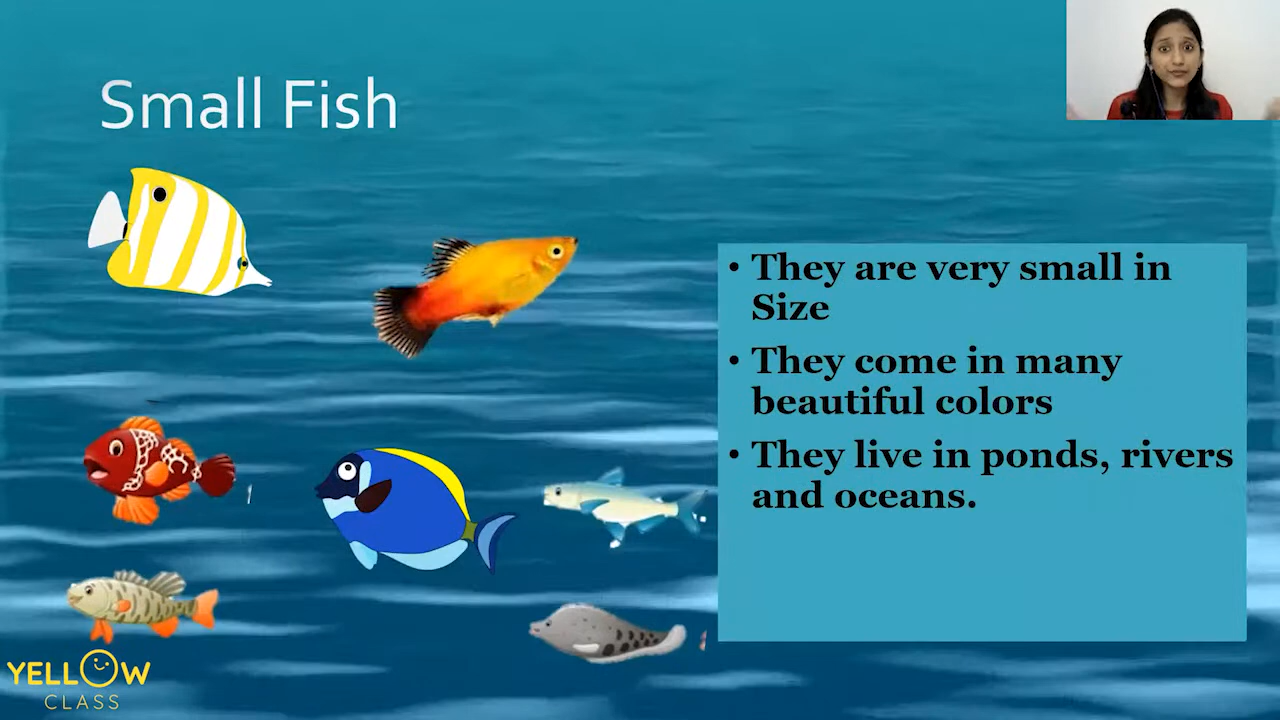 Small Fish
• They are very small in
Size
• They come in many
beautiful colors
• They live in ponds, rivers
and oceans.
YELLOW
CLASS